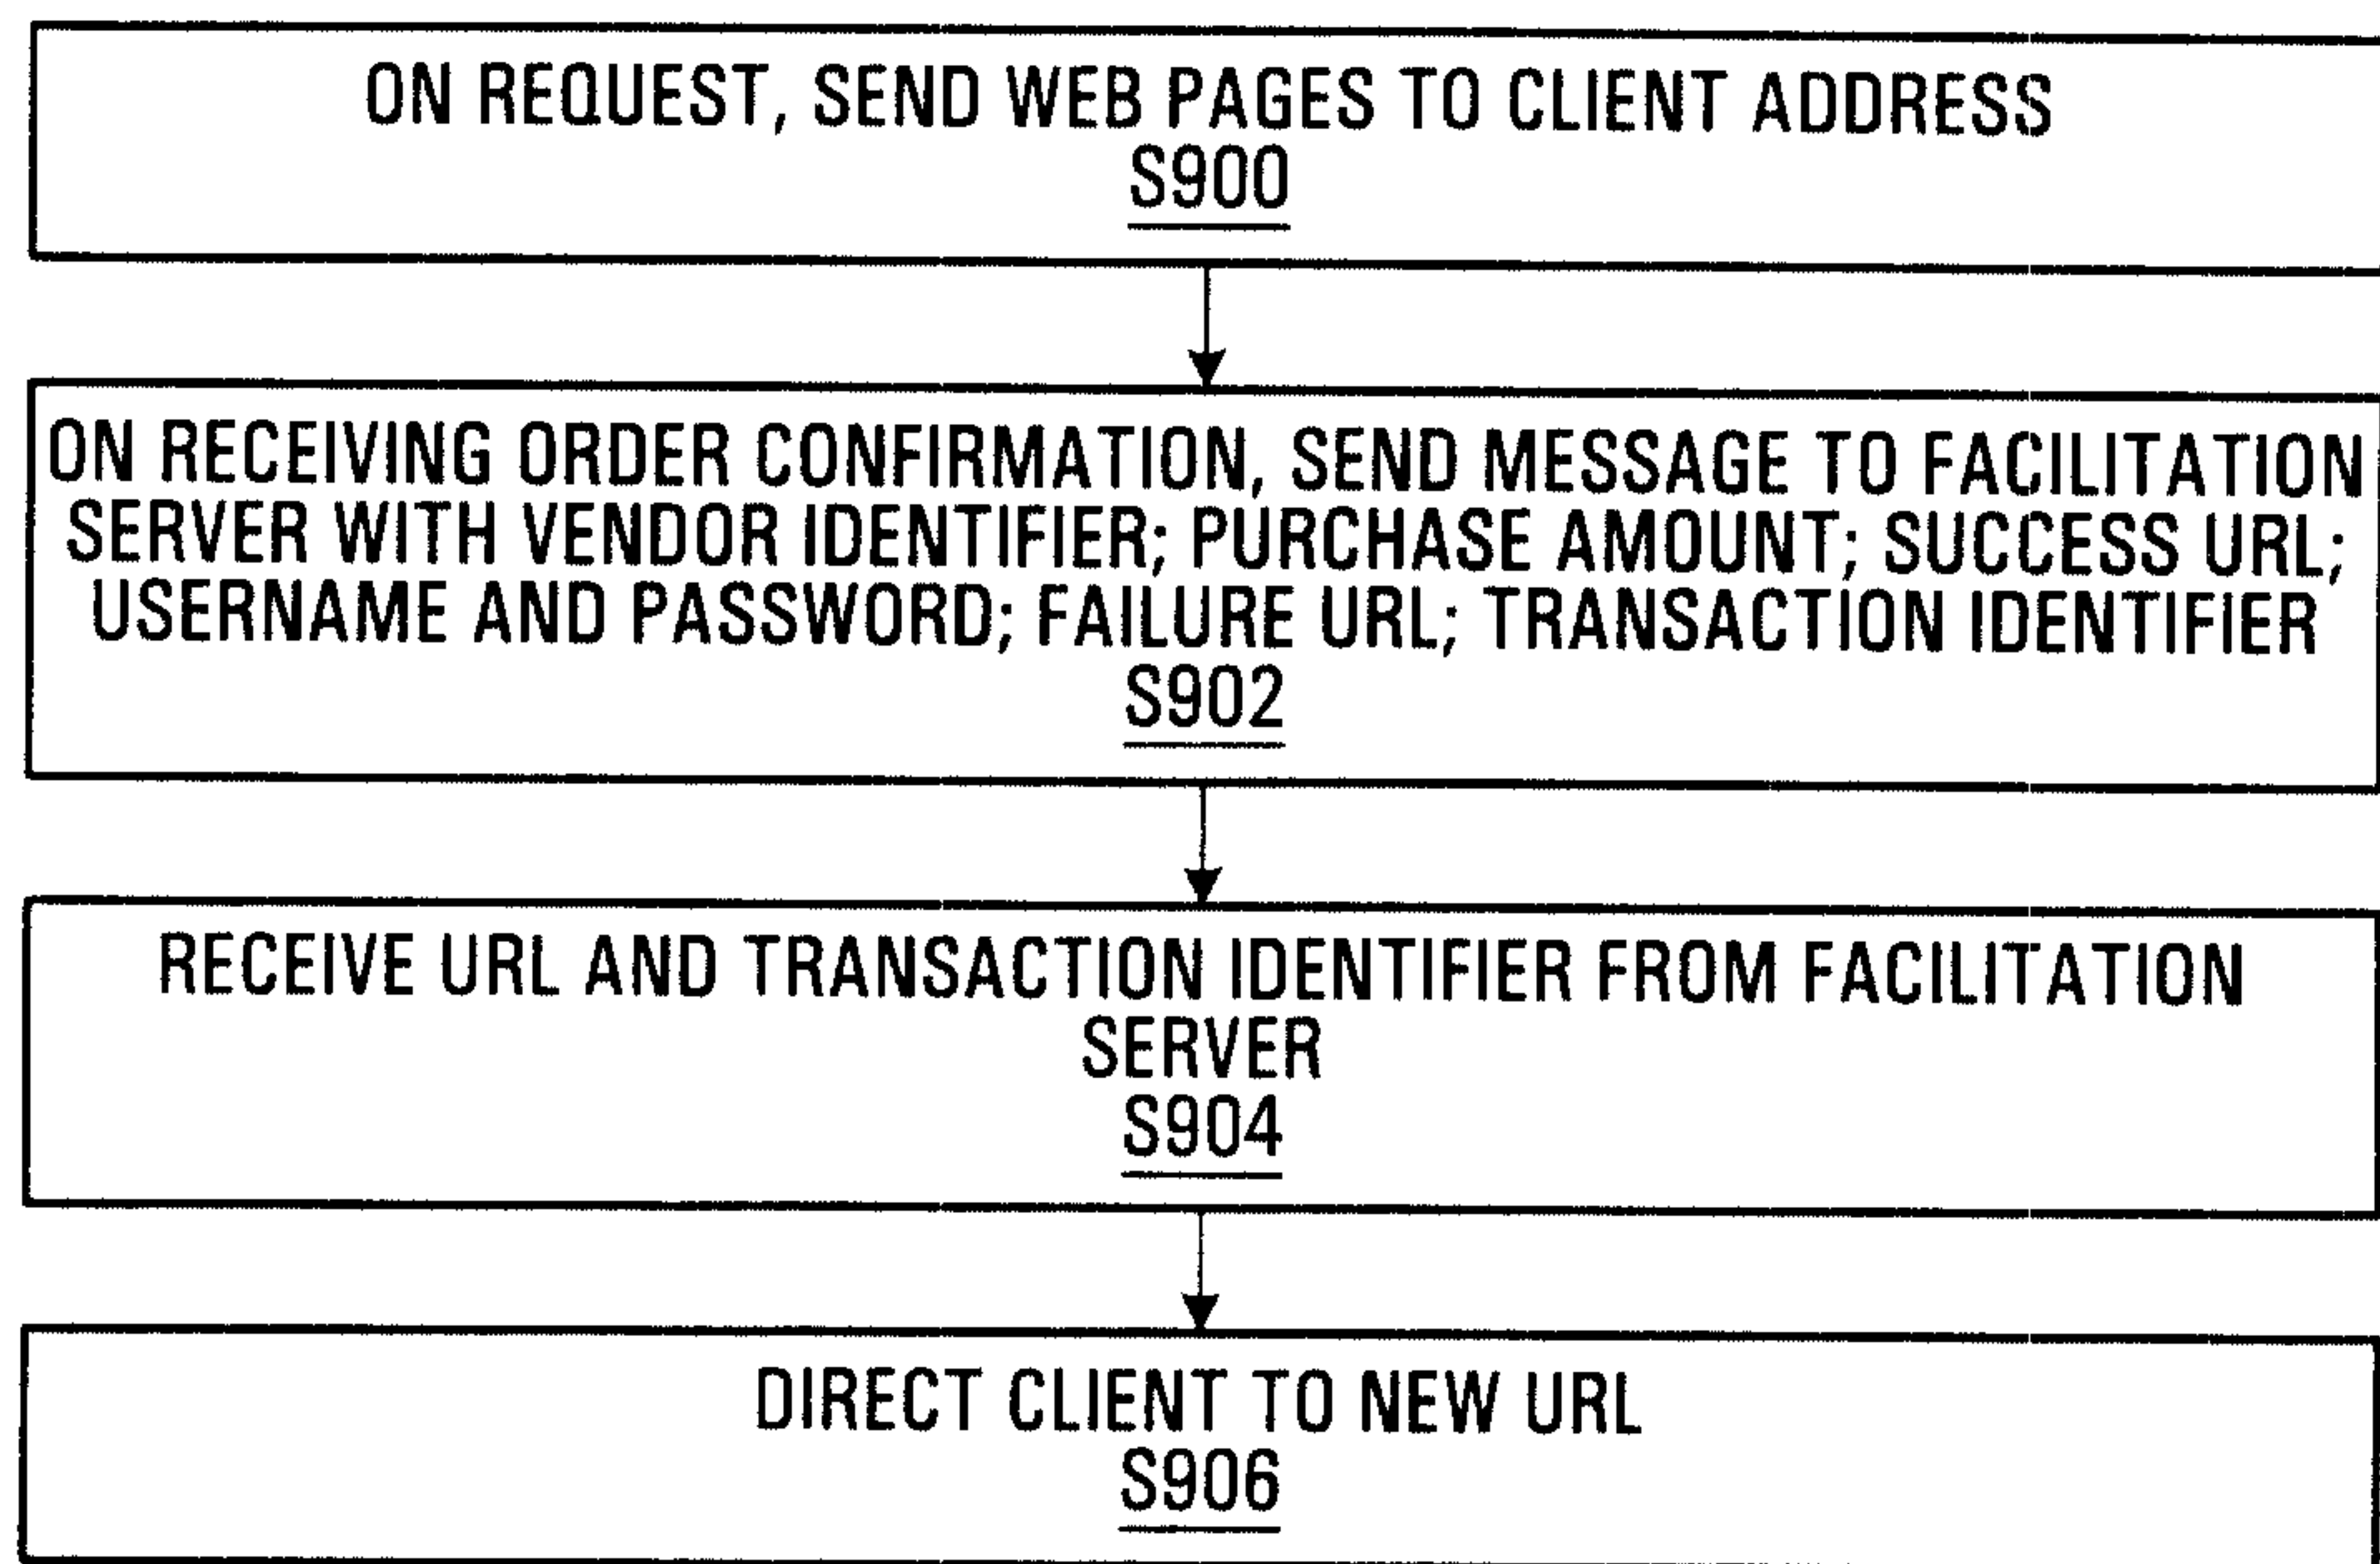 ON REQUEST, SEND WEB PAGES TO CLIENT ADDRESS
S900
ON RECEIVING ORDER CONFIRMATION, SEND MESSAGE TO FACILITATION
SERVER WITH VENDOR IDENTIFIER; PURCHASE AMOUNT; SUCCESS URL;
USERNAME AND PASSWORD; FAILURE URL; TRANSACTION IDENTIFIER
S902
RECEIVE URL AND TRANSACTION IDENTIFIER FROM FACILITATION
SERVER
S904
DIRECT CLIENT TO NEW URL
S906